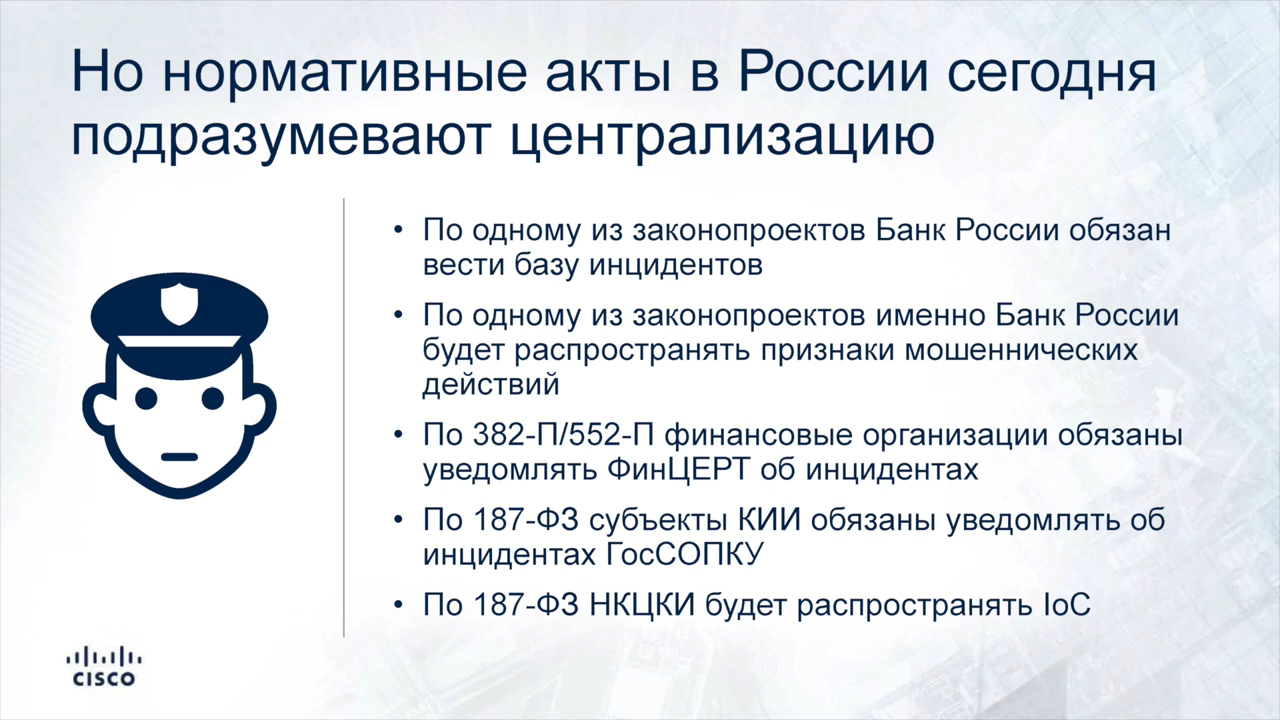 Но нормативные акты в России сегодня
подразумевают централизацию
• По одному из законопроектов Банк России обязан
вести базу инцидентов
• По одному из законопроектов именно Банк России
будет распространять признаки мошеннических
действий
• По 382-П/552-П финансовые организации обязаны
уведомлять ФинЦЕРТ об инцидентах
• По 187-ФЗ субъекты КИИ обязаны уведомлять об
инцидентах ГосСОПКУ
• По 187-ФЗ НКЦКИ будет распространять IoC
CISCO